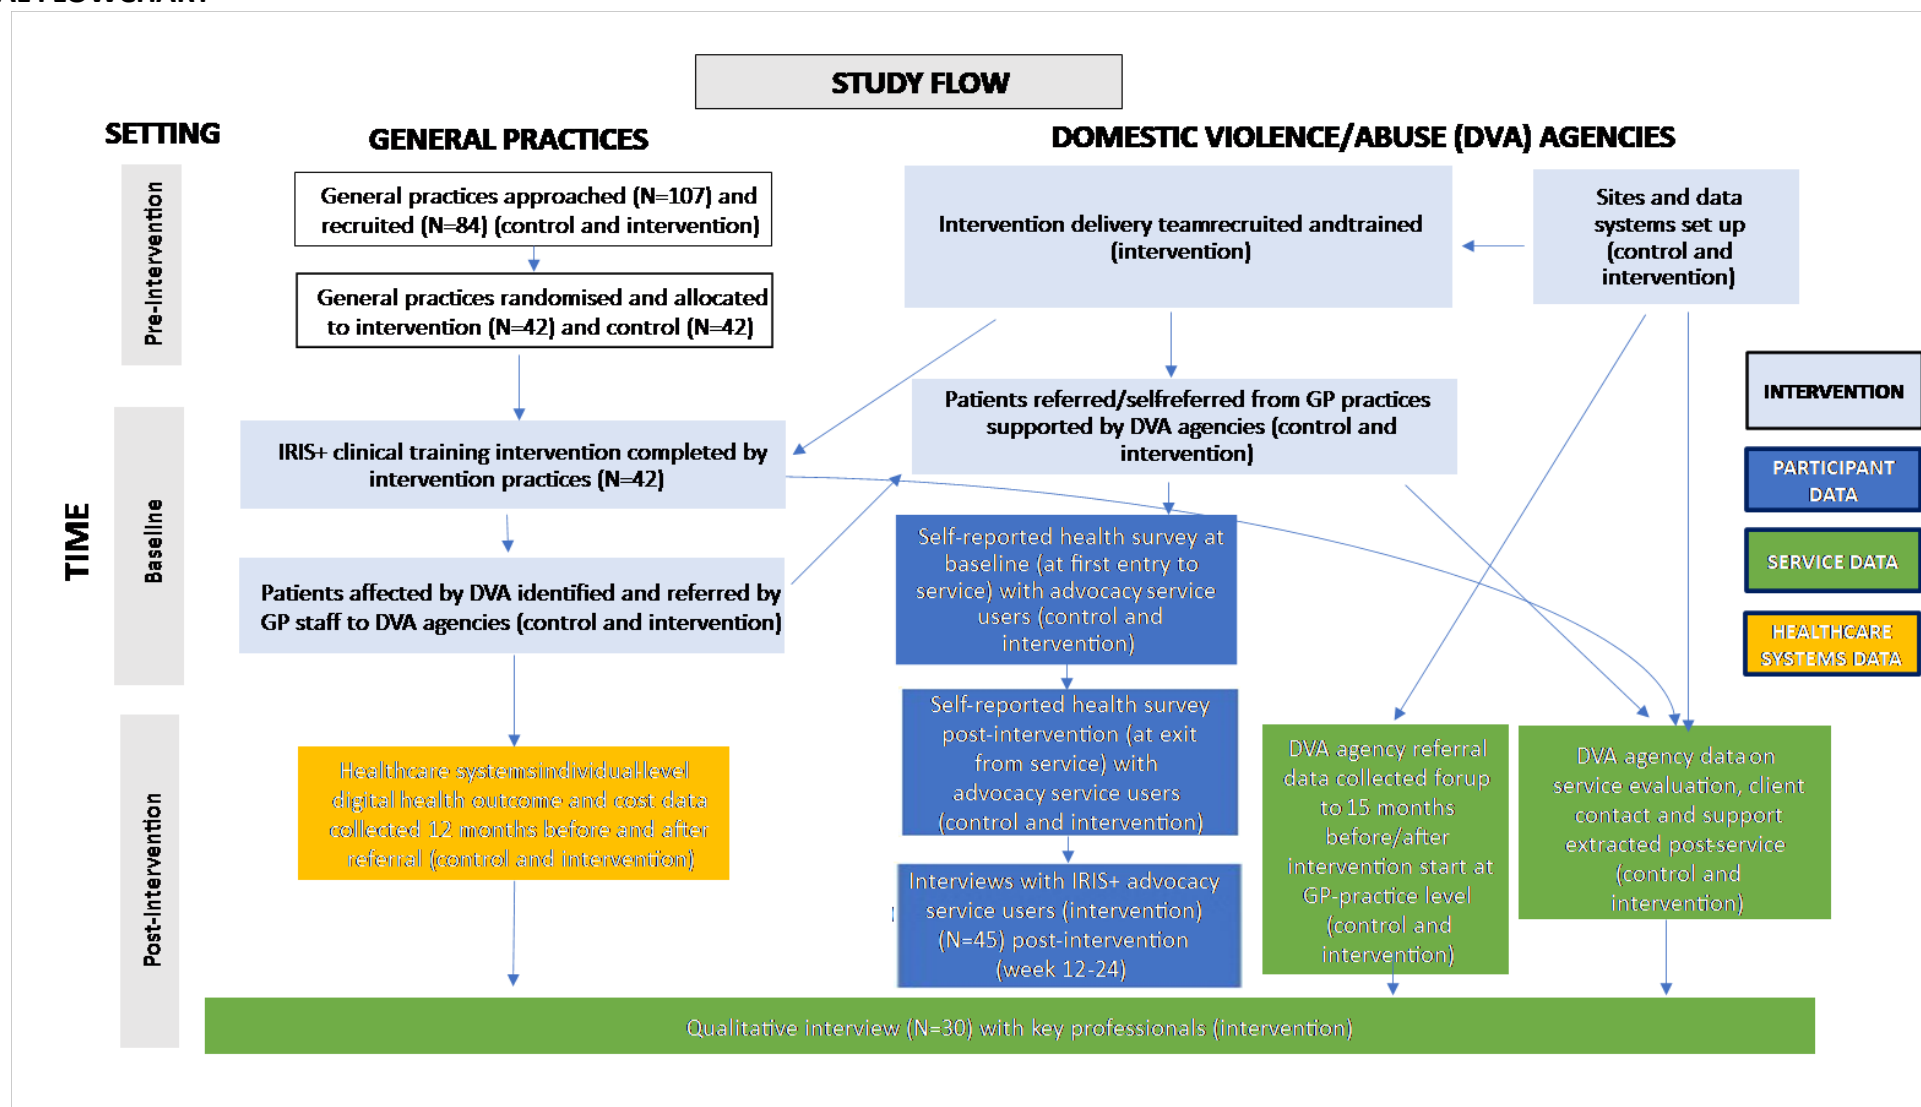 STUDY FLOW
SETTING
GENERAL PRACTICES
DOMESTIC VIOLENCE/ABUSE (DVA) AGENCIES
TIME
Pre-Intervention
Baseline
Post-Intervention
General practices approached (N=107) and
recruited (N=84) (control and intervention)
General practices randomised and allocated
to intervention (N=42) and control (N=42)
IRIS+ clinical training intervention completed by
intervention practices (N=42)
Patients affected by DVA identified and referred by
GP staff to DVA agencies (control and intervention)
Healthcare systemsindividual-level
digital health outcome and cost data
collected 12 months before and after
referral (control and intervention)
Intervention delivery teamrecruited andtrained
(intervention)
Sites and data
systems set up
(control and
intervention)
Patients referred/selfreferred from GP practices
supported by DVA agencies (control and
intervention)
Self-reported health survey at
baseline (at first entry to
service) with advocacy service
users (control and
intervention)
Self-reported health survey
post-intervention (at exit
from service) with
advocacy service users
(control and intervention)
Interviews with IRIS+ advocacy
service users (intervention)
(N=45) post-intervention
(week 12-24)
DVA agency referral
data collected forup
to 15 months
before/after
intervention start at
GP-practice level
(control and
intervention)
DVA agency dataon
service evaluation, client
contact and support
extracted post-service
(control and
intervention)
Qualitative interview (N=30) with key professionals (intervention)
INTERVENTION
PARTICIPANT
DATA
SERVICE DATA
HEALTHCARE
SYSTEMS DATA